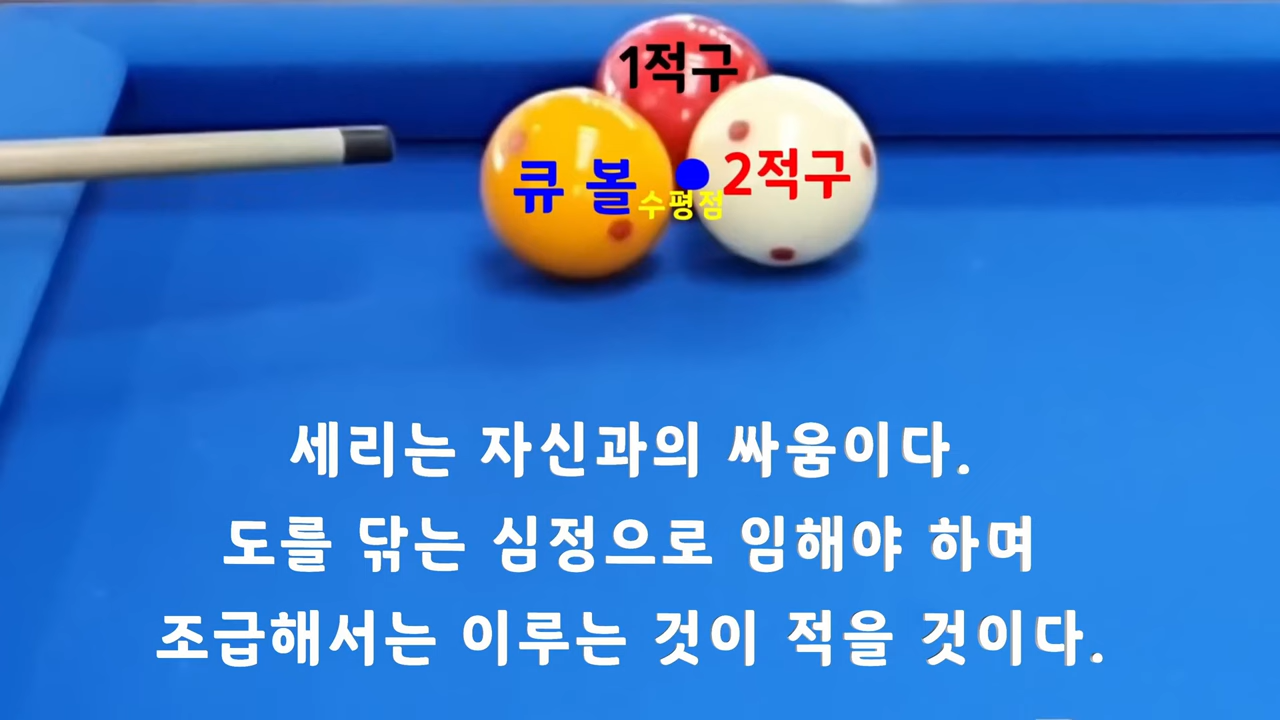 1적구
큐 볼
2적구
수평점
세리는 자신과의 싸움이다.
도를 닦는 심정으로 임해야 하며
조급해서는 이루는 것이 적을 것이다.